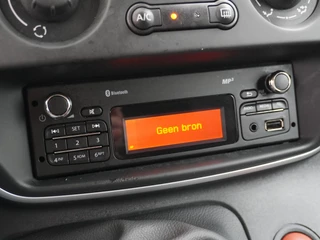 A/C
Bluetooth
MP3
Geen bron
SET
1 2 3
4 5 6